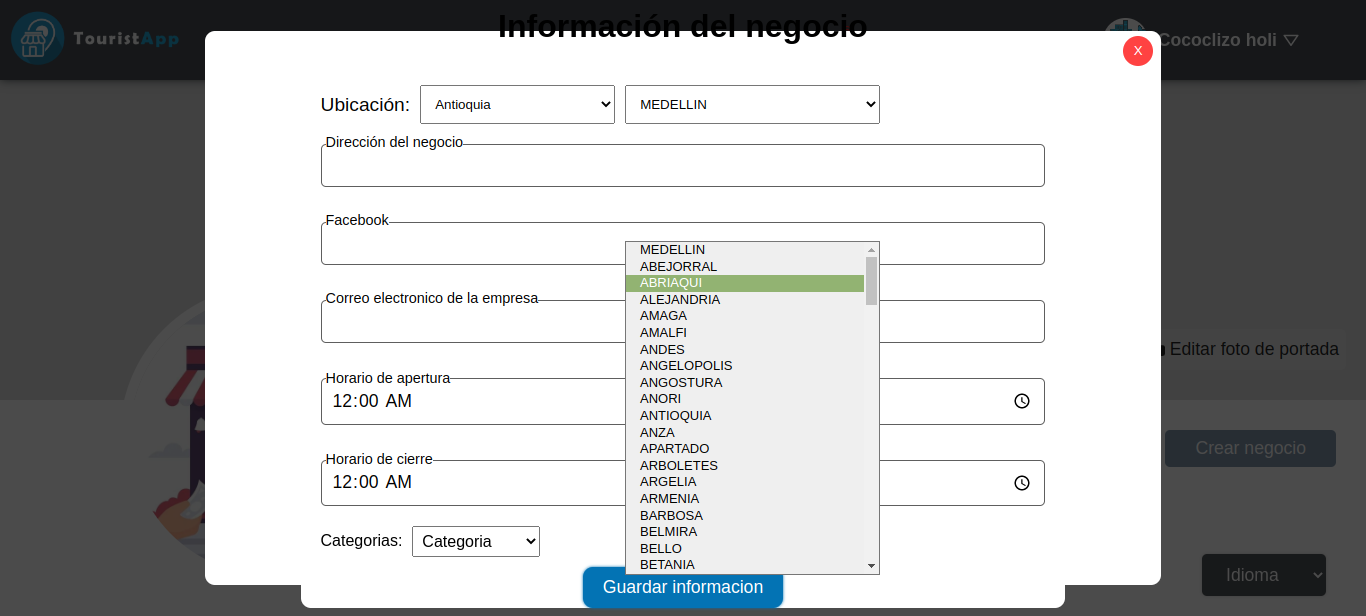 Información del negocio
TouristApp
Cococlizo holi
X
Ubicación: Antioquia MEDELLIN
Dirección del negocio
Facebook
MEDELLIN
ABEJORRAL
ABRIAQUI
Correo electronico de la empresa
ALEJANDRIA
AMAGA
AMALFI
ANDES
Editar foto de portada
ANGELOPOLIS
Horario de apertura
ANGOSTURA
12:00 AM
ANORI
ANTIOQUIA
ANZA
APARTADO
Crear negocio
Horario de cierre
ARBOLETES
12:00 AM
ARGELIA
ARMENIA
BARBOSA
BELMIRA
Categorias: Categoria
BELLO
BETANIA
Idioma
Guardar informacion